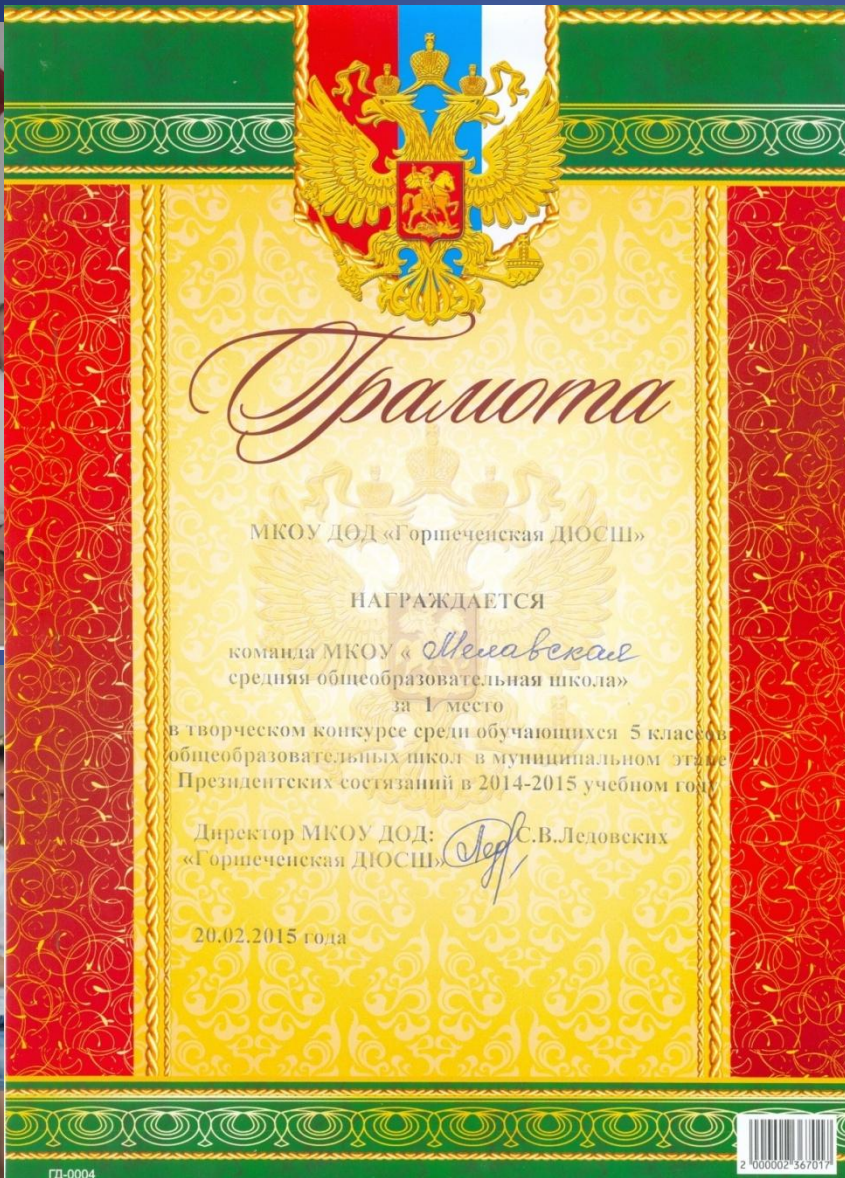 Грамота
МКОУ ДОД «Горшеченская ДЮСШ»
НАГРАЖДАЕТСЯ
команда МКОУ « Мелавская
средняя общеобразовательная школа»
за 1 место
в творческом конкурсе среди обучающихся 5 классов
общеобразовательных школ в муниципальном этапе
Президентских состязаний в 2014-2015 учебном году
Директор МКОУ ДОД: С.В.Ледовских
«Горшеченская ДЮСШ»
20.02.2015 года
ГД-0004
2 000002 367017